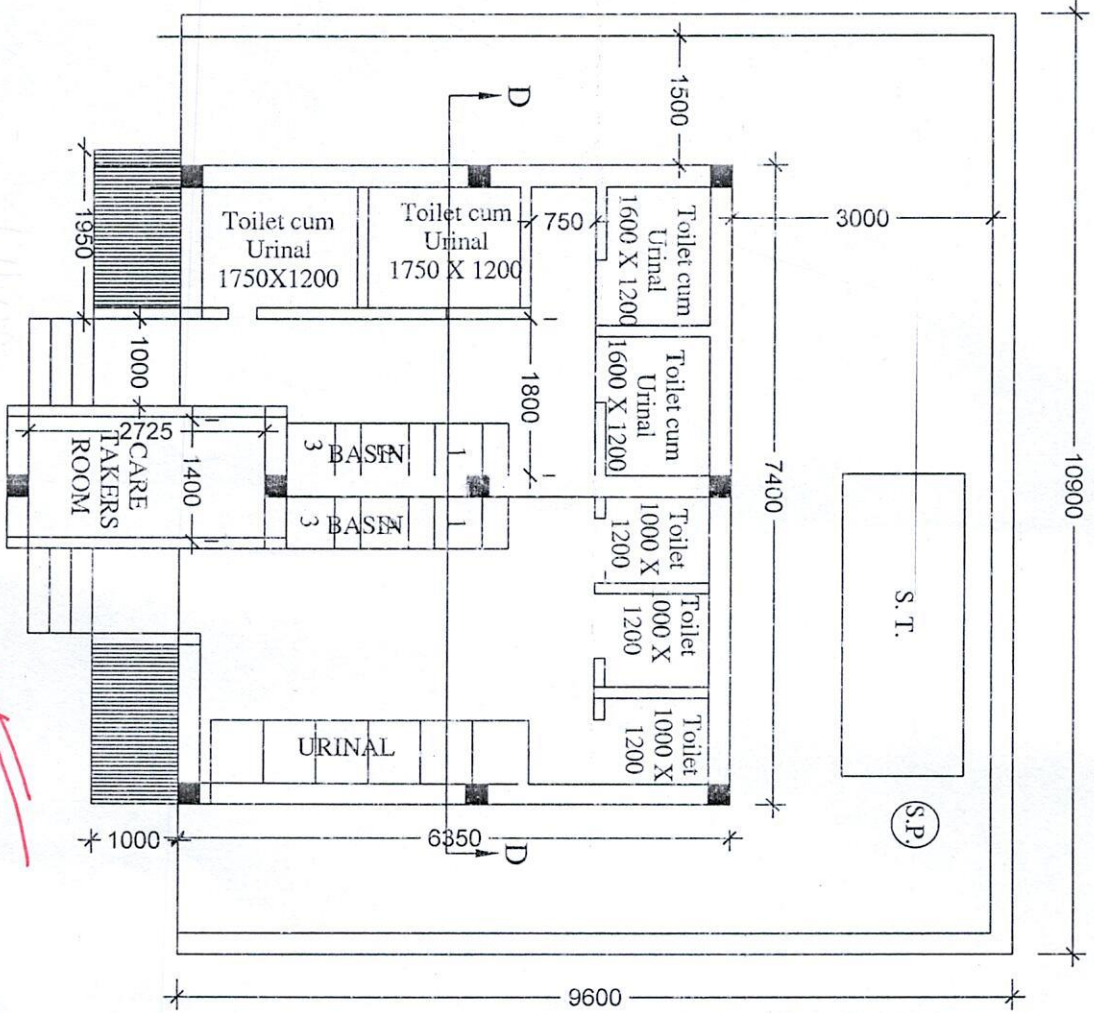 10900
1500
D
1950
Toilet cum
Urinal
1750X1200
Toilet cum
Urinal
1750 X 1200
750
Toilet cum
Urinal
1600 X 1200
3000
1000
1800
Toilet cum
Urinal
1600 X 1200
7400
2725
CARE
TAKERS
ROOM
1400
3
BASIN
1
3
BASIN
1
Toilet
1000 X
1200
Toilet
000 X
1200
Toilet
1000 X
1200
S. T.
S.P.
URINAL
1000
6350
D
9600